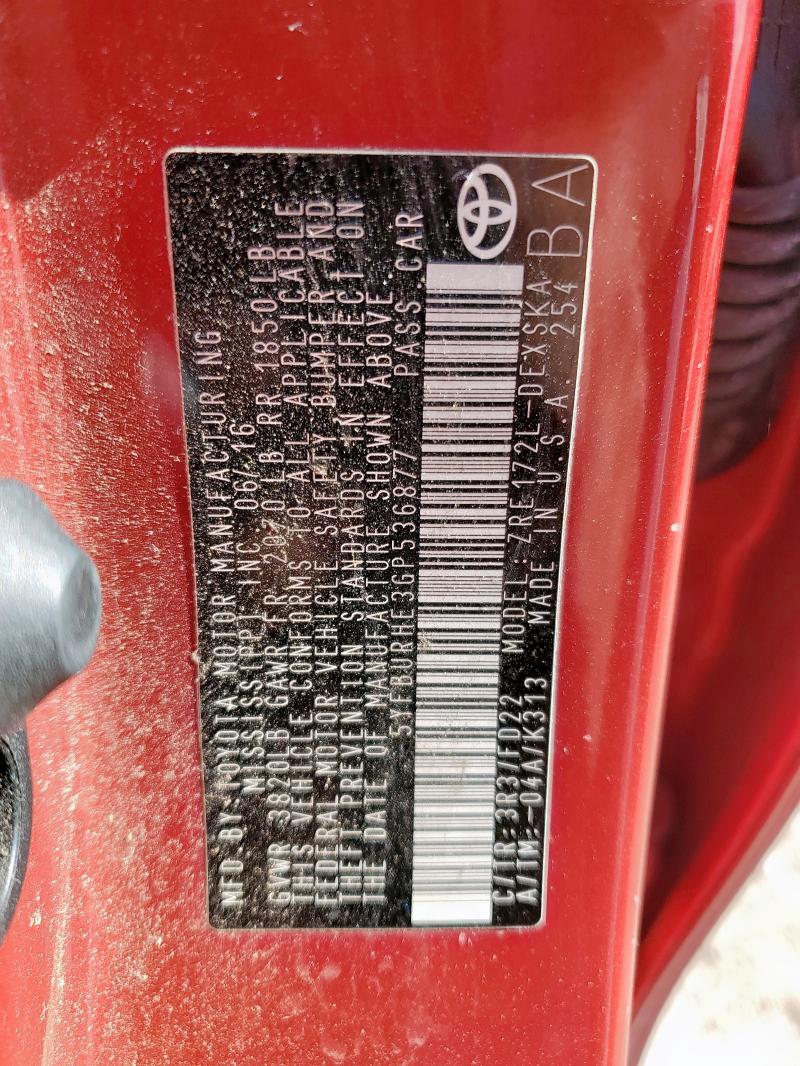 MFD BY: TOYOTA MOTOR MANUFACTURING
MISSISSIPPI, INC. 06/16
GVWR 3820LB GAWR FR 2070LB RR 1850LB
THIS VEHICLE CONFORMS TO ALL APPLICABLE
FEDERAL MOTOR VEHICLE SAFETY, BUMPER, AND
THEFT PREVENTION STANDARDS IN EFFECT ON
THE DATE OF MANUFACTURE SHOWN ABOVE.
5YFBURHE3GP536877 PASS.CAR
C/TR:3R3/FD22 MODEL:ZRE172L-DEXSKA
A/TM:-04A/K313 MADE IN U.S.A. 254
BA